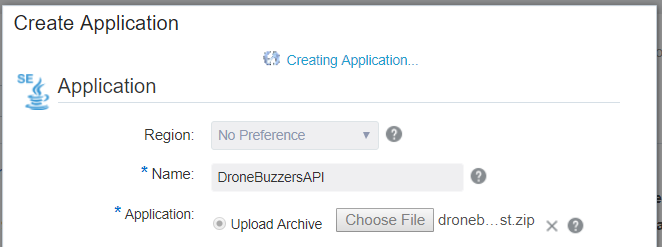 Create Application
Creating Application...
SE
Application
Region: No Preference
* Name: DroneBuzzersAPI
* Application: Upload Archive Choose File droneb...st.zip